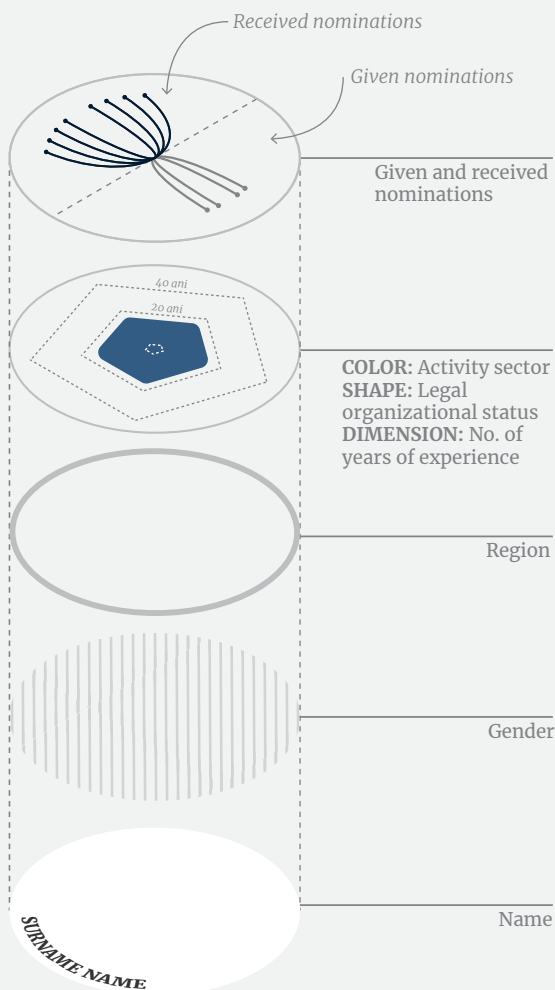 Received nominations
Given nominations
Given and received
nominations
40 ani
20 ani
COLOR: Activity sector
SHAPE: Legal
organizational status
DIMENSION: No. of
years of experience
Region
Gender
Name
SURNAME NAME